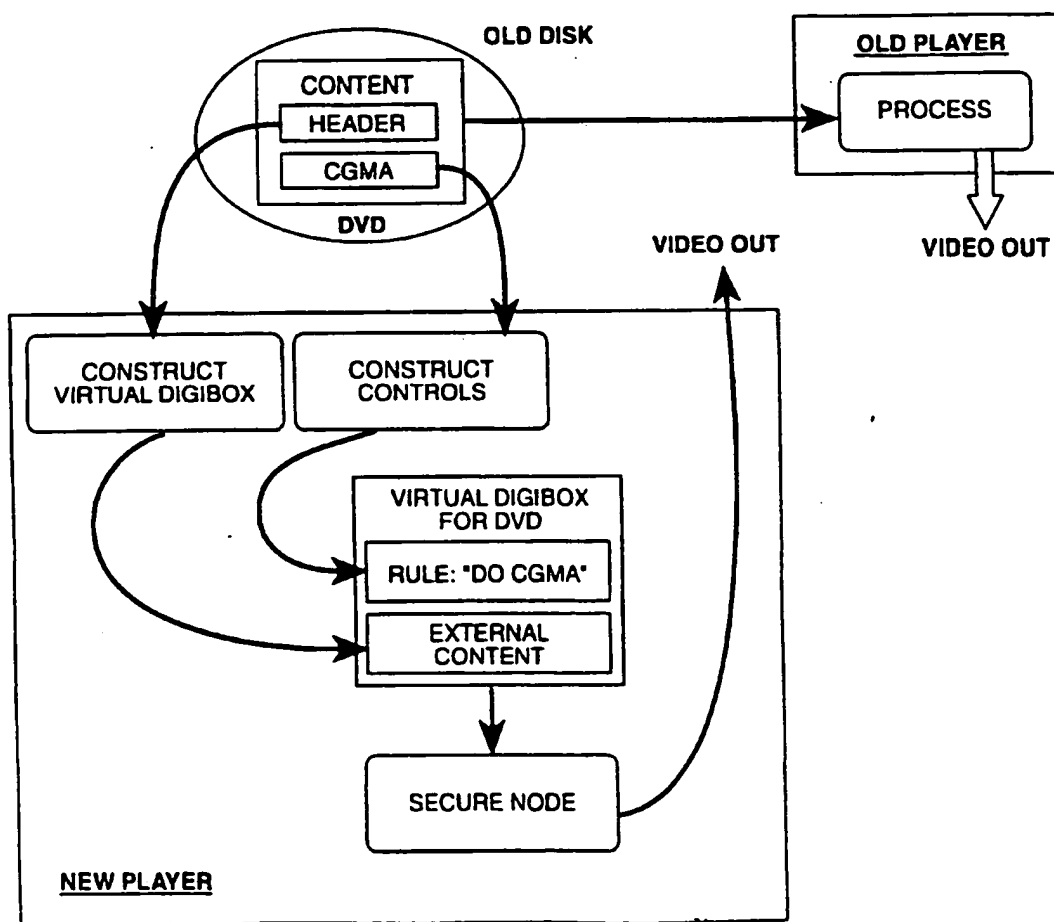 OLD DISK
CONTENT
HEADER
CGMA
DVD
OLD PLAYER
PROCESS
VIDEO OUT
VIDEO OUT
CONSTRUCT
VIRTUAL DIGIBOX
CONSTRUCT
CONTROLS
VIRTUAL DIGIBOX
FOR DVD
RULE: "DO CGMA"
EXTERNAL
CONTENT
SECURE NODE
NEW PLAYER